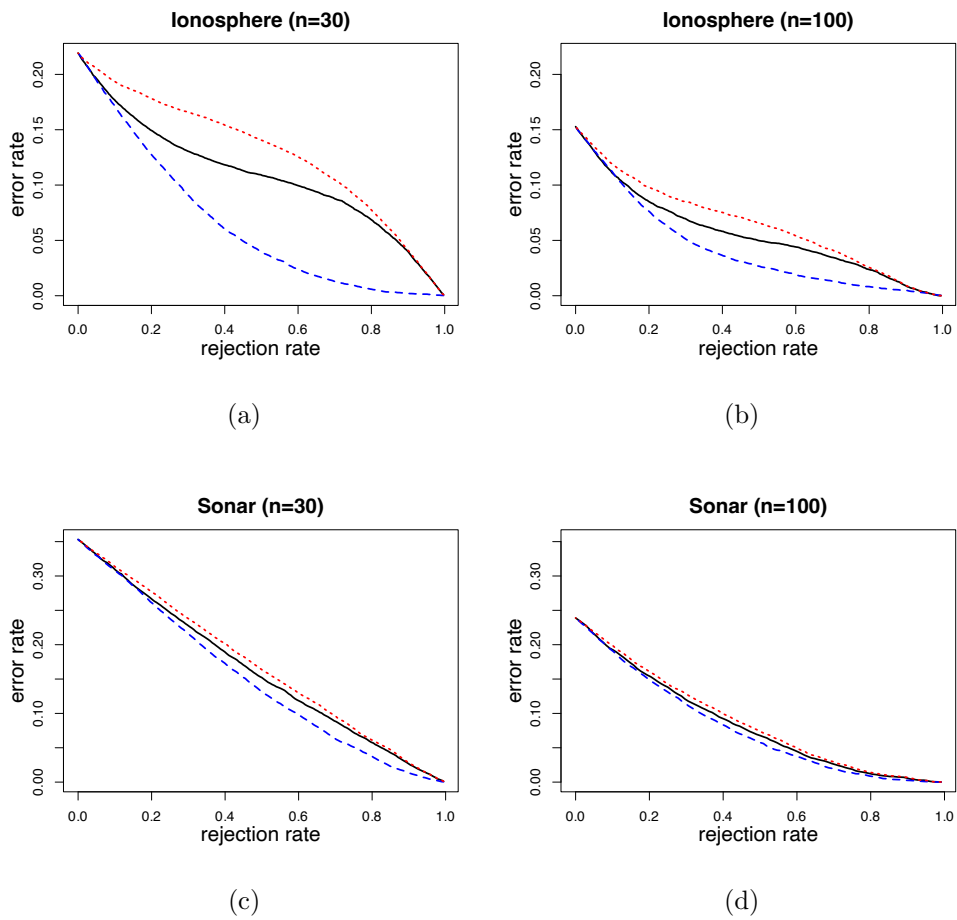 Ionosphere (n=30)
error rate
0.20
0.15
0.10
0.05
0.00
0.0 0.2 0.4 0.6 0.8 1.0
rejection rate
(a)
Ionosphere (n=100)
error rate
0.20
0.15
0.10
0.05
0.00
0.0 0.2 0.4 0.6 0.8 1.0
rejection rate
(b)
Sonar (n=30)
error rate
0.30
0.20
0.10
0.00
0.0 0.2 0.4 0.6 0.8 1.0
rejection rate
(c)
Sonar (n=100)
error rate
0.30
0.20
0.10
0.00
0.0 0.2 0.4 0.6 0.8 1.0
rejection rate
(d)